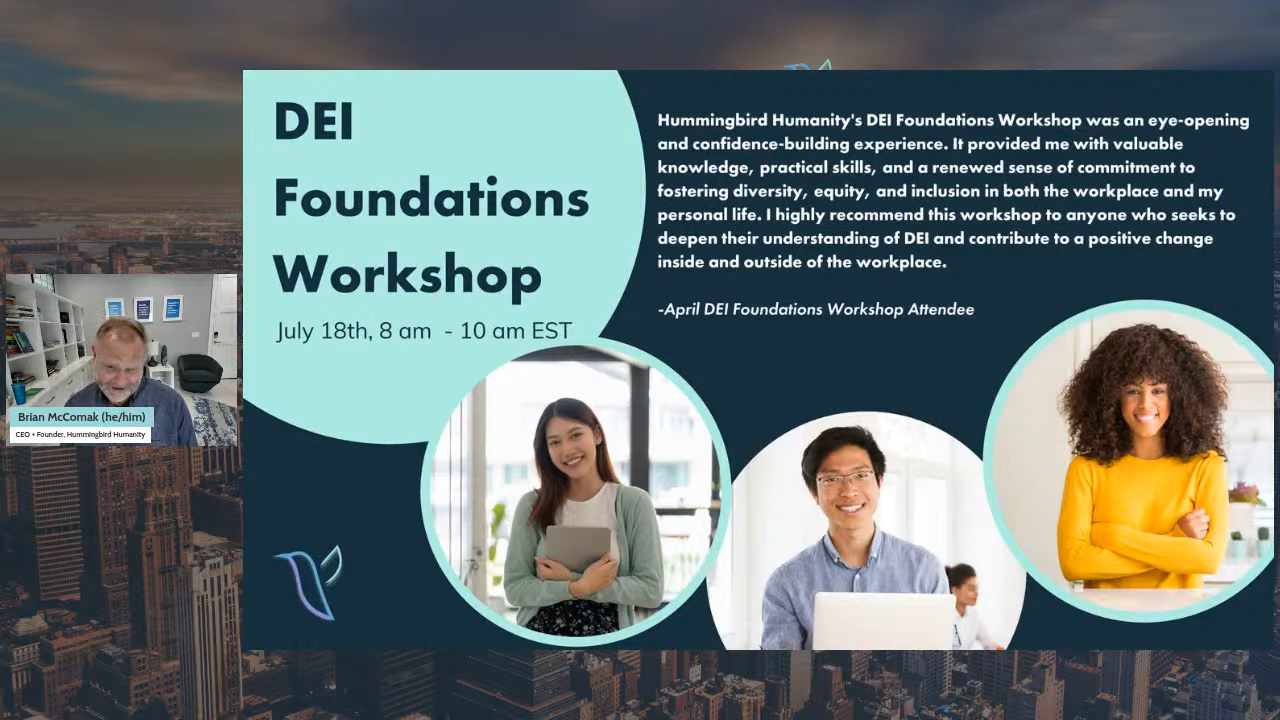 DEI
Foundations
Workshop
July 18th, 8 am - 10 am EST
Hummingbird Humanity's DEI Foundations Workshop was an eye-opening
and confidence-building experience. It provided me with valuable
knowledge, practical skills, and a renewed sense of commitment to
fostering diversity, equity, and inclusion in both the workplace and my
personal life. I highly recommend this workshop to anyone who seeks to
deepen their understanding of DEI and contribute to a positive change
inside and outside of the workplace.
-April DEI Foundations Workshop Attendee
Brian McComak (he/him)
CEO • Founder, Hummingbird Humanity